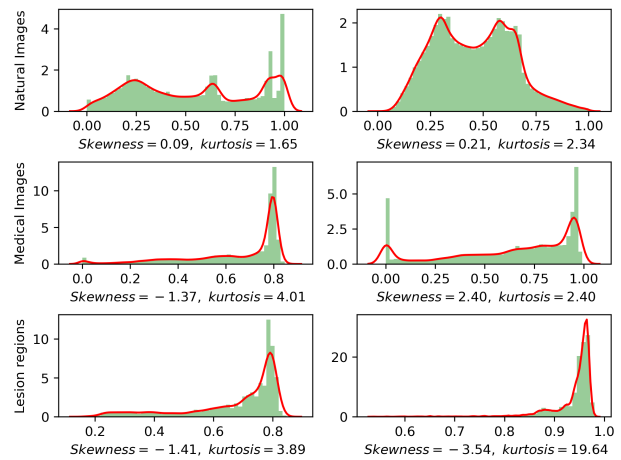 Natural Images
4
2
0
0.00 0.25 0.50 0.75 1.00
Skewness = 0.09, kurtosis = 1.65
2
1
0
0.00 0.25 0.50 0.75 1.00
Skewness = 0.21, kurtosis = 2.34
Medical Images
10
5
0
0.0 0.2 0.4 0.6 0.8
Skewness = −1.37, kurtosis = 4.01
5.0
2.5
0.0
0.00 0.25 0.50 0.75 1.00
Skewness = 2.40, kurtosis = 2.40
Lesion regions
10
5
0
0.2 0.4 0.6 0.8
Skewness = −1.41, kurtosis = 3.89
20
0
0.6 0.7 0.8 0.9 1.0
Skewness = −3.54, kurtosis = 19.64